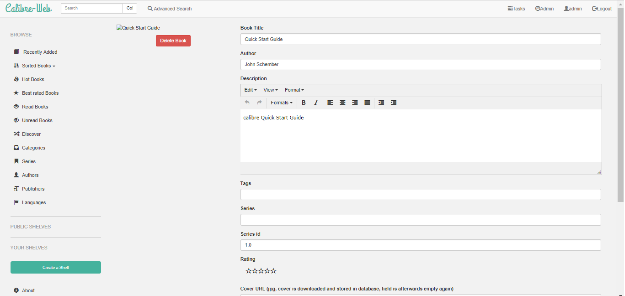 Calibre-Web
Search
Go!
Advanced Search
Tasks
Admin
admin
Logout
BROWSE
Recently Added
Sorted Books
Hot Books
Best rated Books
Read Books
Unread Books
Discover
Categories
Series
Authors
Publishers
Languages
PUBLIC SHELVES
YOUR SHELVES
Create a Shelf
About
Quick Start Guide
Delete Book
Book Title
Quick Start Guide
Author
John Schember
Description
Edit View Format
Formats B I
calibre Quick Start Guide
Tags
Series
Series id
1.0
Rating
Cover URL (jpg, cover is downloaded and stored in database, field is afterwards empty again)